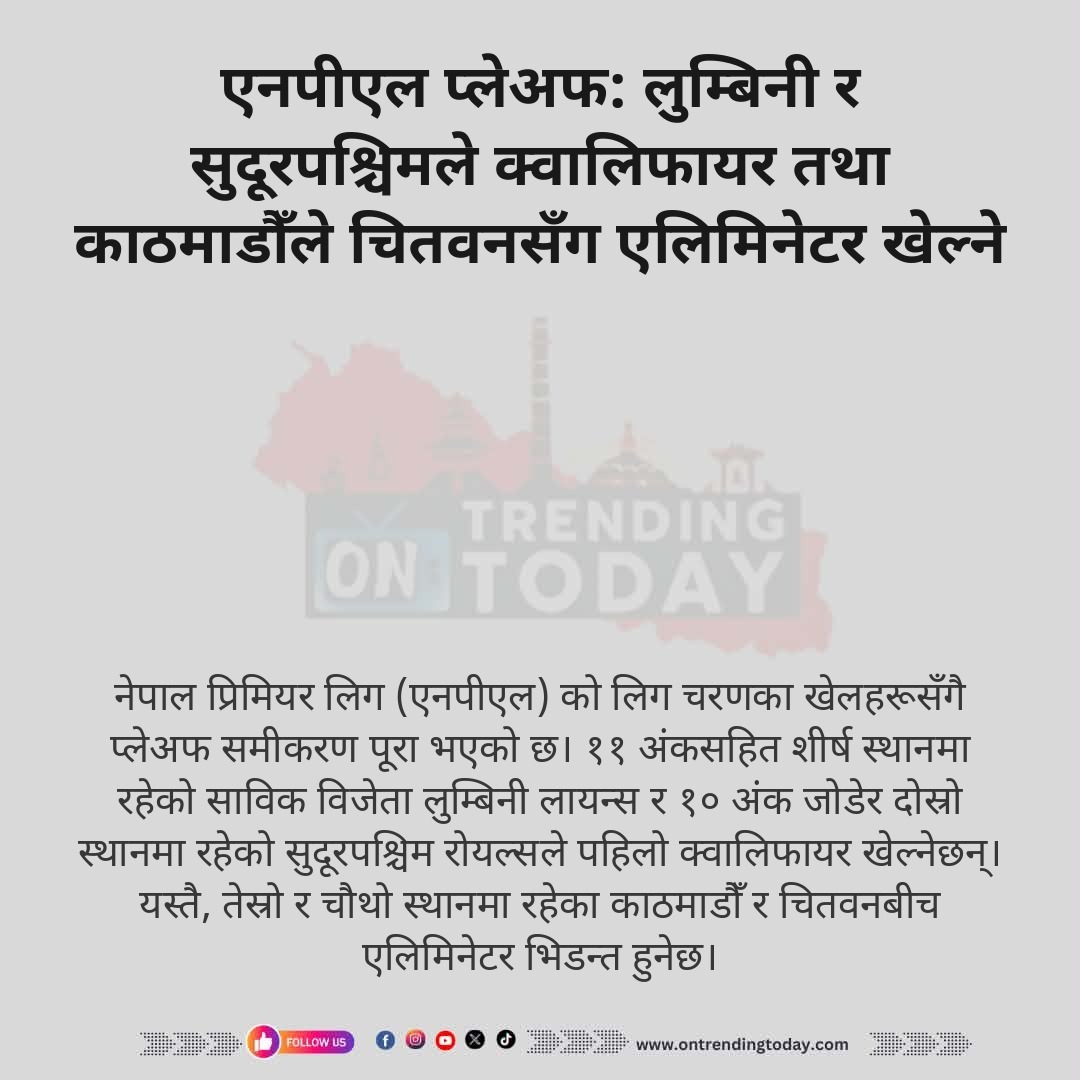 एनपीएल प्लेअफ: लुम्बिनी र
सुदूरपश्चिमले क्वालिफायर तथा
काठमाडौँले चितवनसँग एलिमिनेटर खेल्ने
TRENDING
ON TODAY
नेपाल प्रिमियर लिग (एनपीएल) को लिग चरणका खेलहरूसँगै
प्लेअफ समीकरण पूरा भएको छ। ११ अंकसहित शीर्ष स्थानमा
रहेको साविक विजेता लुम्बिनी लायन्स र १० अंक जोडेर दोस्रो
स्थानमा रहेको सुदूरपश्चिम रोयल्सले पहिलो क्वालिफायर खेल्नेछन्।
यस्तै, तेस्रो र चौथो स्थानमा रहेका काठमाडौँ र चितवनबीच
एलिमिनेटर भिडन्त हुनेछ।
FOLLOW US www.ontrendingtoday.com